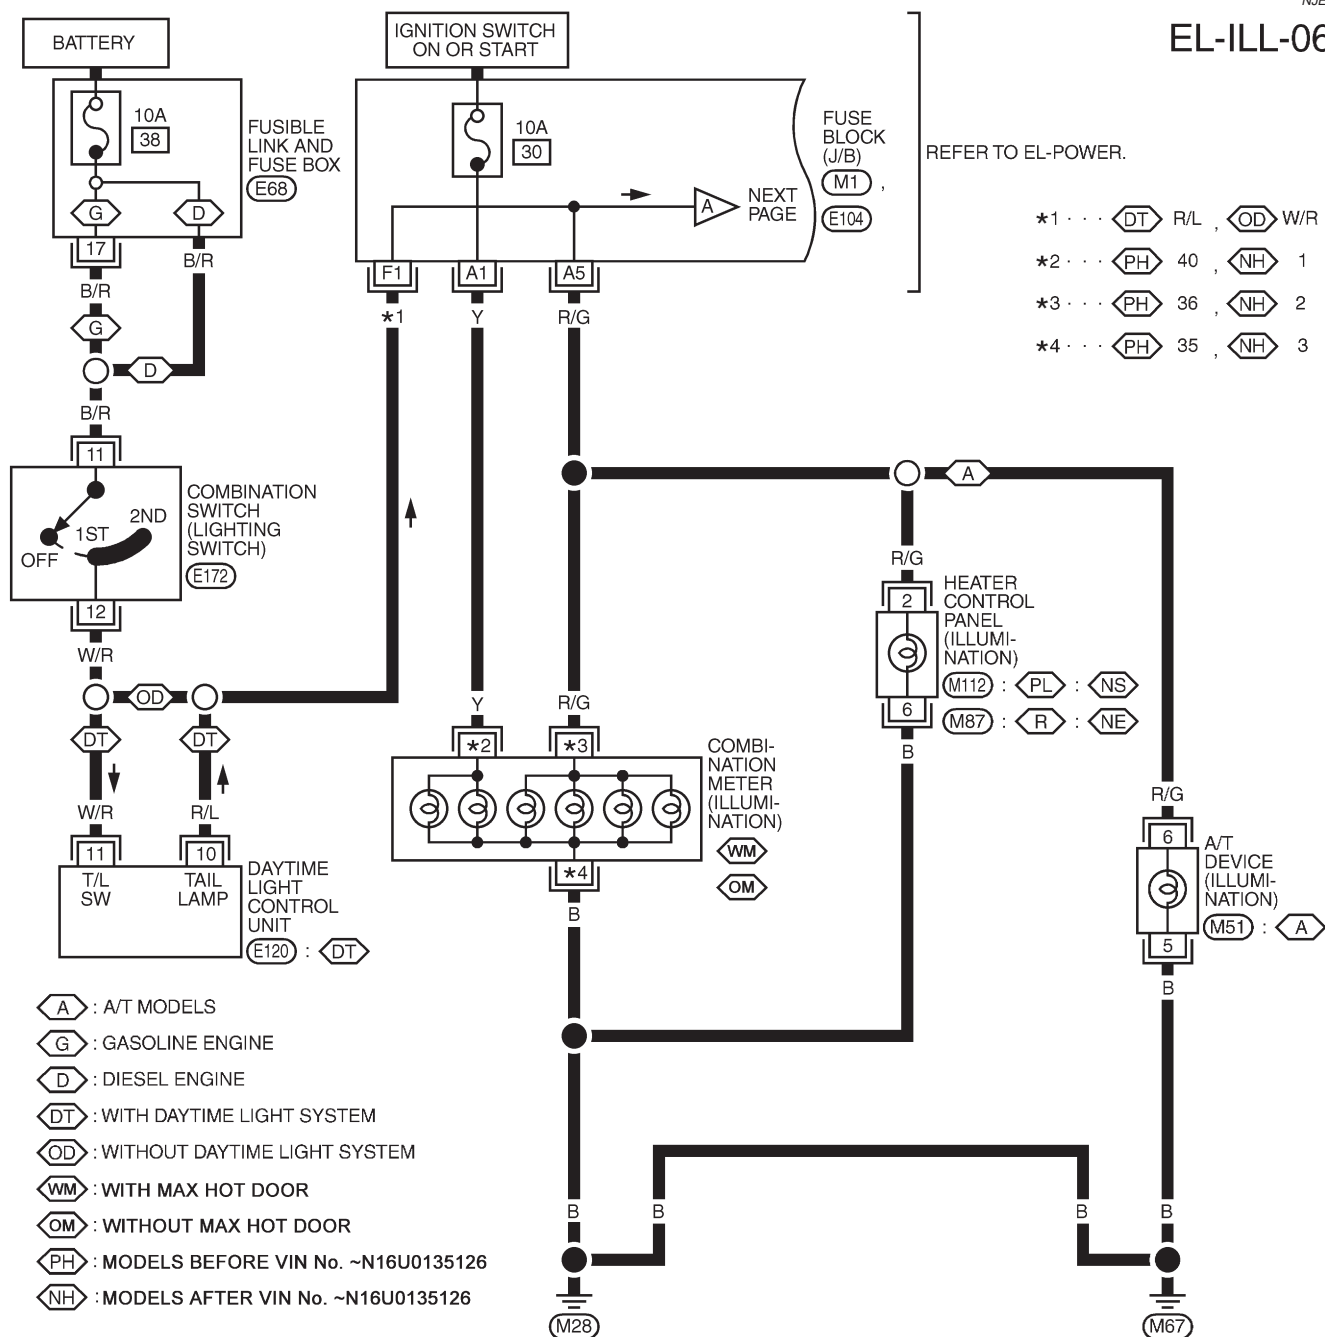 BATTERY
IGNITION SWITCH
ON OR START
EL-ILL-06
10A
38
FUSIBLE
LINK AND
FUSE BOX
E68
G
D
17
B/R
B/R
G
D
B/R
11
10A
30
A
NEXT
PAGE
FUSE
BLOCK
(J/B)
M1 ,
E104
REFER TO EL-POWER.
F1
A1
A5
*1
Y
R/G
*1 · · · DT R/L , OD W/R
*2 · · · PH 40 , NH 1
*3 · · · PH 36 , NH 2
*4 · · · PH 35 , NH 3
OFF
1ST
2ND
COMBINATION
SWITCH
(LIGHTING
SWITCH)
E172
12
W/R
OD
DT
DT
W/R
R/L
11
10
T/L
SW
TAIL
LAMP
DAYTIME
LIGHT
CONTROL
UNIT
E120 : DT
A
R/G
2
HEATER
CONTROL
PANEL
(ILLUMI-
NATION)
M112 : PL : NS
6
M87 : R : NE
B
Y
R/G
*2
*3
COMBI-
NATION
METER
(ILLUMI-
NATION)
WM
OM
*4
B
R/G
6
A/T
DEVICE
(ILLUMI-
NATION)
M51 : A
5
B
A : A/T MODELS
G : GASOLINE ENGINE
D : DIESEL ENGINE
DT : WITH DAYTIME LIGHT SYSTEM
OD : WITHOUT DAYTIME LIGHT SYSTEM
WM : WITH MAX HOT DOOR
OM : WITHOUT MAX HOT DOOR
PH : MODELS BEFORE VIN No. ~N16U0135126
NH : MODELS AFTER VIN No. ~N16U0135126
B
B
B
B
M28
M67